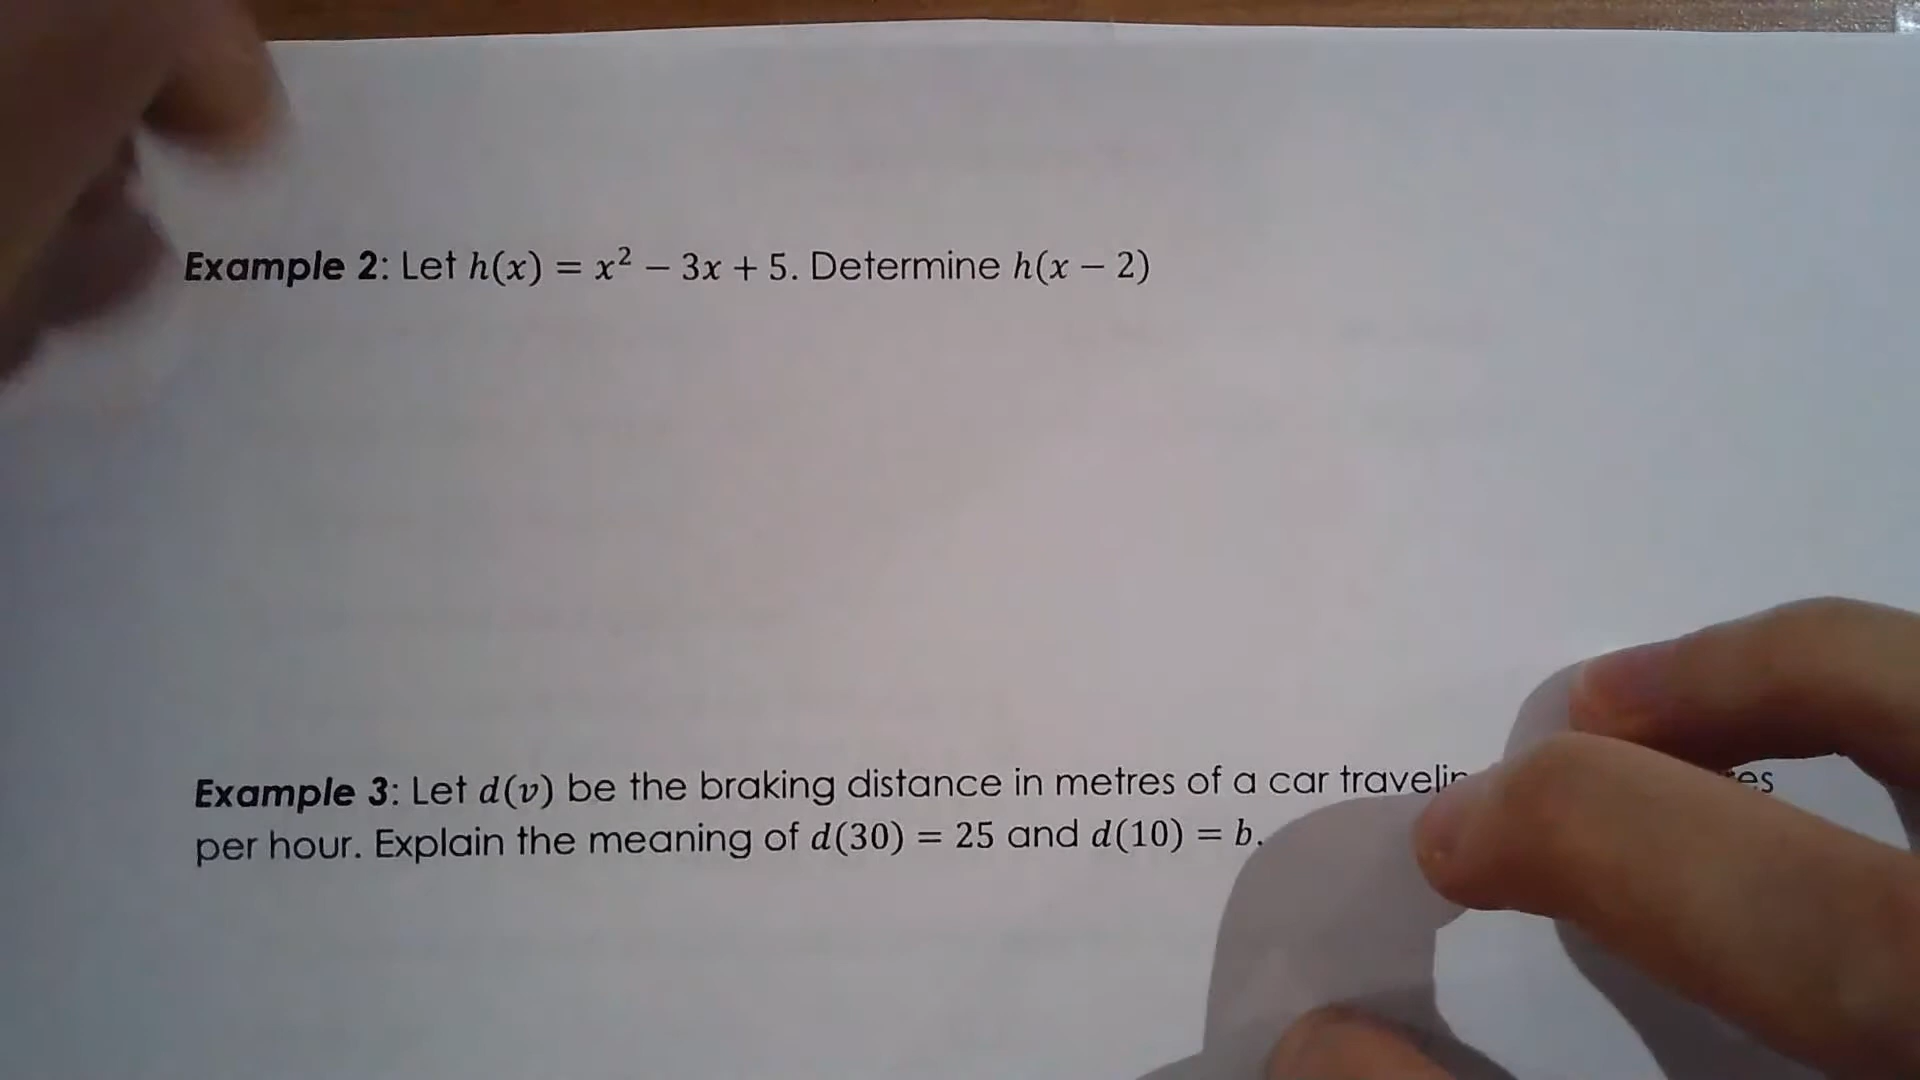 Example 2: Let h(x) = x² − 3x + 5. Determine h(x − 2)
Example 3: Let d(v) be the braking distance in metres of a car
per hour. Explain the meaning of d(30) = 25 and d(10) = b.